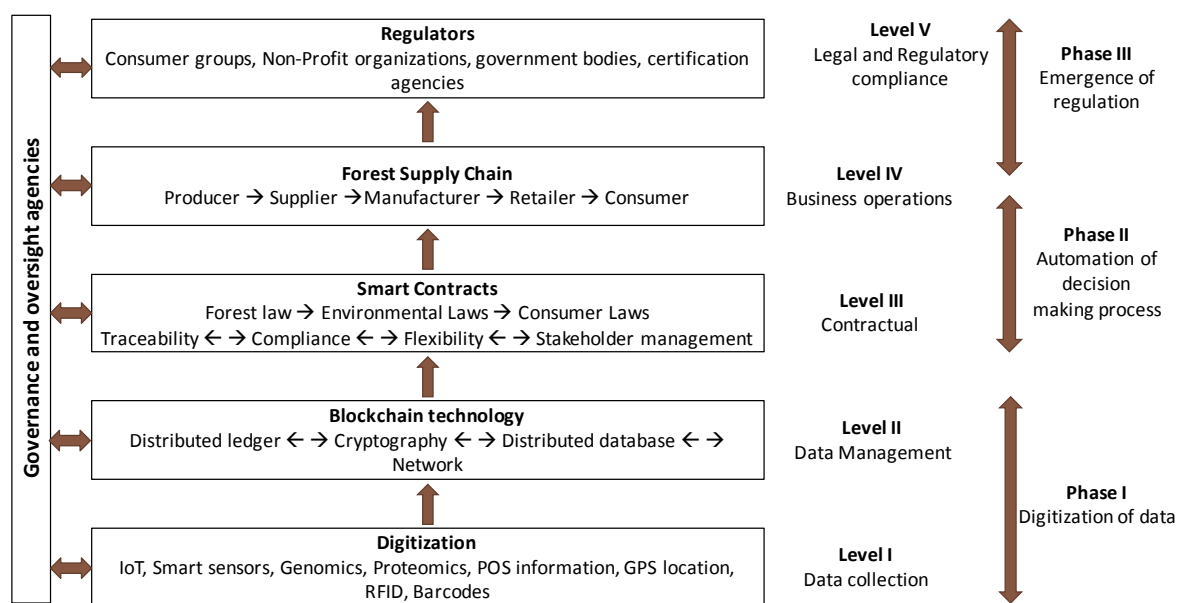 Governance and oversight agencies
Regulators
Consumer groups, Non-Profit organizations, government bodies, certification
agencies
Level V
Legal and Regulatory
compliance
Phase III
Emergence of
regulation
Forest Supply Chain
Producer → Supplier →Manufacturer → Retailer → Consumer
Level IV
Business operations
Smart Contracts
Forest law → Environmental Laws → Consumer Laws
Traceability ← → Compliance ← → Flexibility ← → Stakeholder management
Level III
Contractual
Phase II
Automation of
decision
making process
Blockchain technology
Distributed ledger ← → Cryptography ← → Distributed database ← →
Network
Level II
Data Management
Digitization
IoT, Smart sensors, Genomics, Proteomics, POS information, GPS location,
RFID, Barcodes
Level I
Data collection
Phase I
Digitization of data